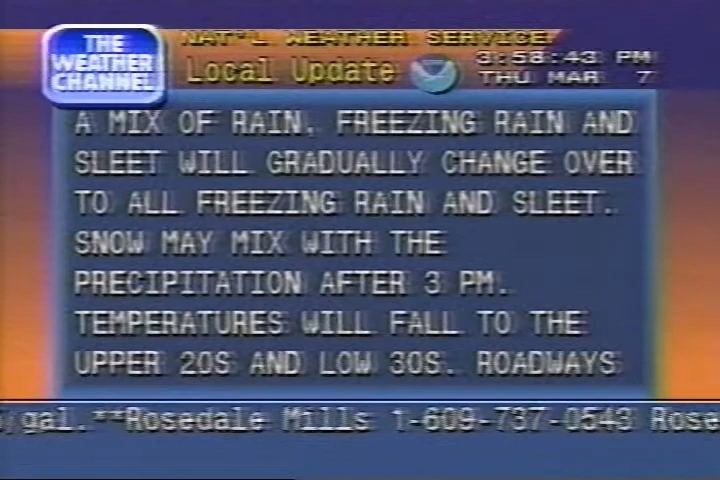 THE
WEATHER
CHANNEL
NAT'L WEATHER SERVICE
Local Update
3:58:43 PM
THU MAR 7
A MIX OF RAIN, FREEZING RAIN AND
SLEET WILL GRADUALLY CHANGE OVER
TO ALL FREEZING RAIN AND SLEET.
SNOW MAY MIX WITH THE
PRECIPITATION AFTER 3 PM.
TEMPERATURES WILL FALL TO THE
UPPER 20S AND LOW 30S. ROADWAYS
/gal.**Rosedale Mills 1-609-737-0543 Rose